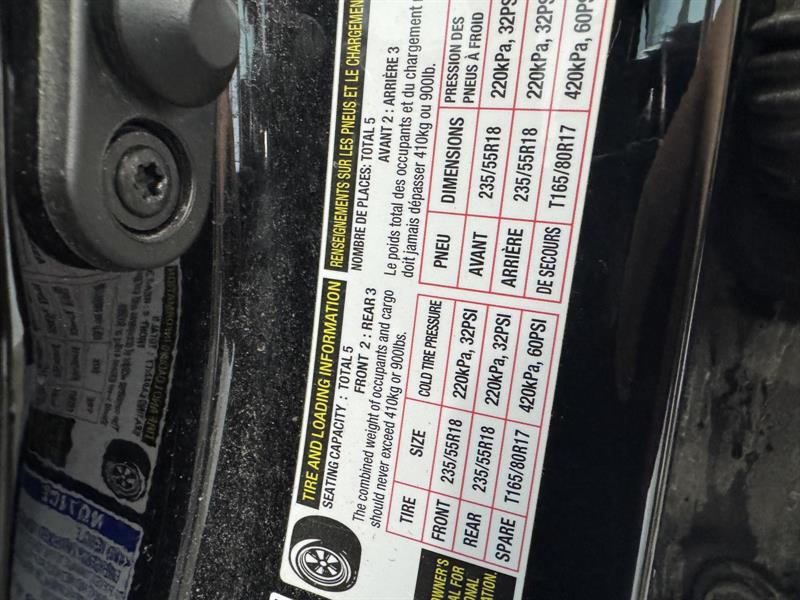 TIRE AND LOADING INFORMATION
SEATING CAPACITY : TOTAL 5
FRONT 2 : REAR 3
The combined weight of occupants and cargo
should never exceed 410kg or 900lbs.
TIRE SIZE COLD TIRE PRESSURE
FRONT 235/55R18 220kPa, 32PSI
REAR 235/55R18 220kPa, 32PSI
SPARE T165/80R17 420kPa, 60PSI
OWNER'S
RENSEIGNEMENTS SUR LES PNEUS ET LE CHARGEMENT
NOMBRE DE PLACES: TOTAL 5
AVANT 2 : ARRIÈRE 3
Le poids total des occupants et du chargement
doit jamais dépasser 410kg ou 900lb.
PNEU DIMENSIONS PRESSION DES
PNEUS À FROID
AVANT 235/55R18 220kPa, 32PS
ARRIÈRE 235/55R18 220kPa, 32PS
DE SECOURS T165/80R17 420kPa, 60PS